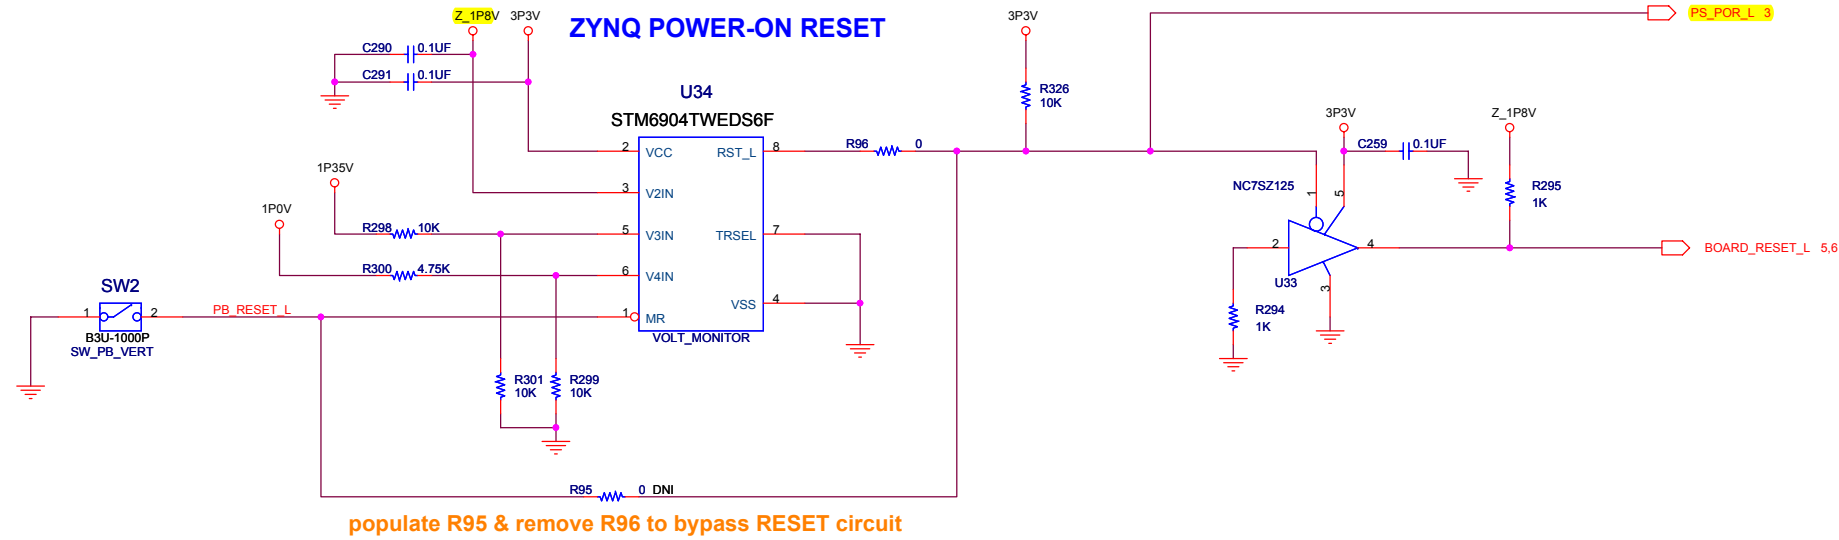 Z_1P8V
3P3V
ZYNQ POWER-ON RESET
3P3V
PS_POR_L 3
C290 0.1UF
C291 0.1UF
U34
STM6904TWEDS6F
R326
10K
3P3V
Z_1P8V
2 VCC
RST_L 8
R96 0
C259 0.1UF
1P35V
3 V2IN
NC7SZ125
1
5
R295
1K
1P0V
R298 10K
5 V3IN
TRSEL 7
2
4
BOARD_RESET_L 5,6
R300 4.75K
6 V4IN
U33
3
SW2
VSS 4
1 2
PB_RESET_L
1 MR
R294
1K
B3U-1000P
SW_PB_VERT
VOLT_MONITOR
R301
10K
R299
10K
R95 0 DNI
populate R95 & remove R96 to bypass RESET circuit